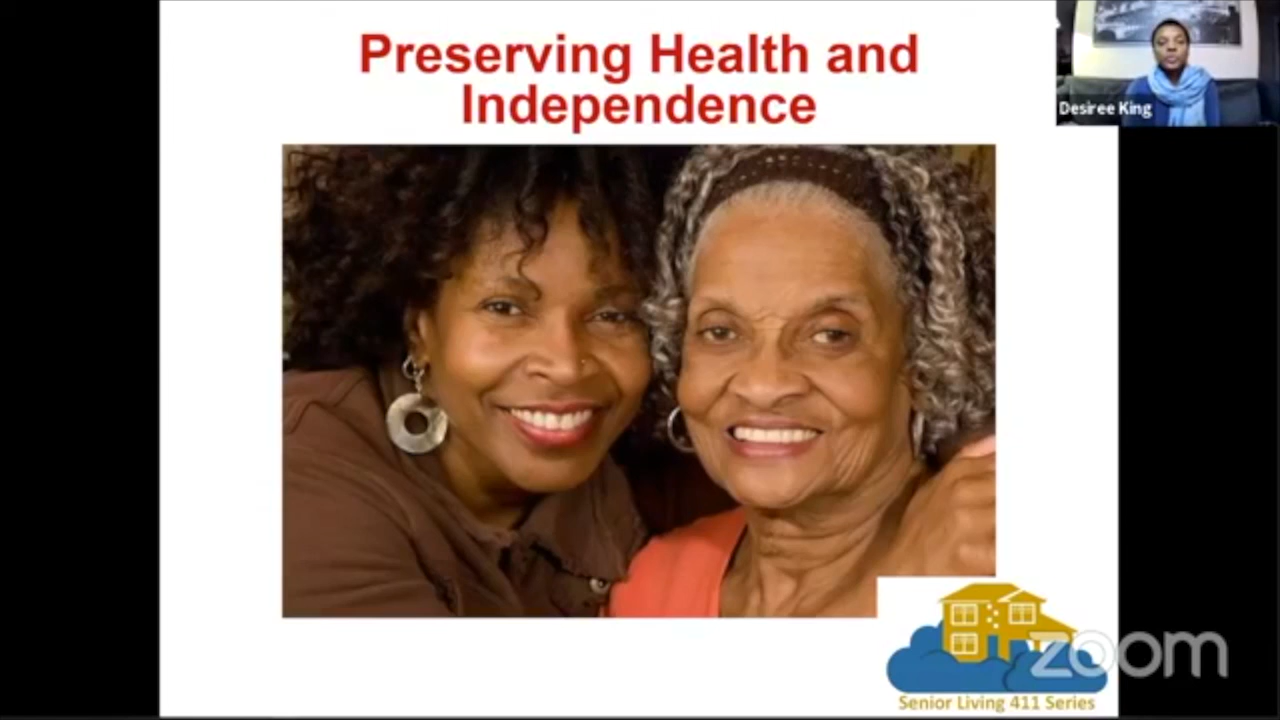 Preserving Health and
Independence
Desiree King
zoom
Senior Living 411 Series